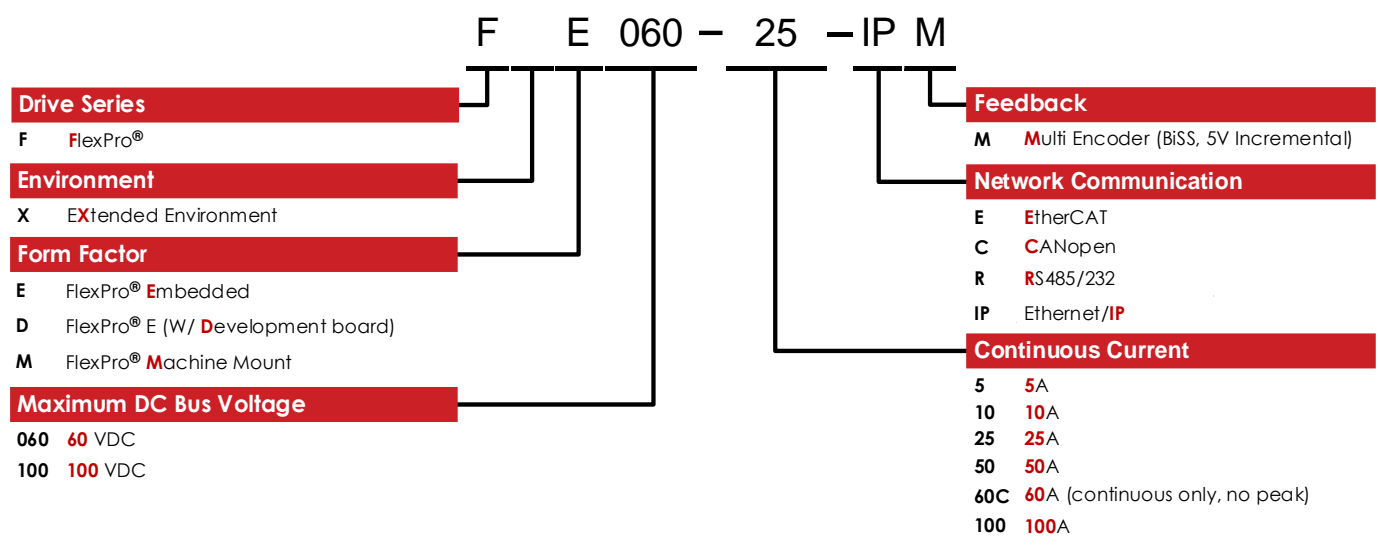 F E 060 – 25 – IP M
Drive Series
F FlexPro®
Environment
X EXtended Environment
Form Factor
E FlexPro® Embedded
D FlexPro® E (W/ Development board)
M FlexPro® Machine Mount
Maximum DC Bus Voltage
060 60 VDC
100 100 VDC
Feedback
M Multi Encoder (BiSS, 5V Incremental)
Network Communication
E EtherCAT
C CANopen
R RS485/232
IP Ethernet/IP
Continuous Current
5 5A
10 10A
25 25A
50 50A
60C 60A (continuous only, no peak)
100 100A